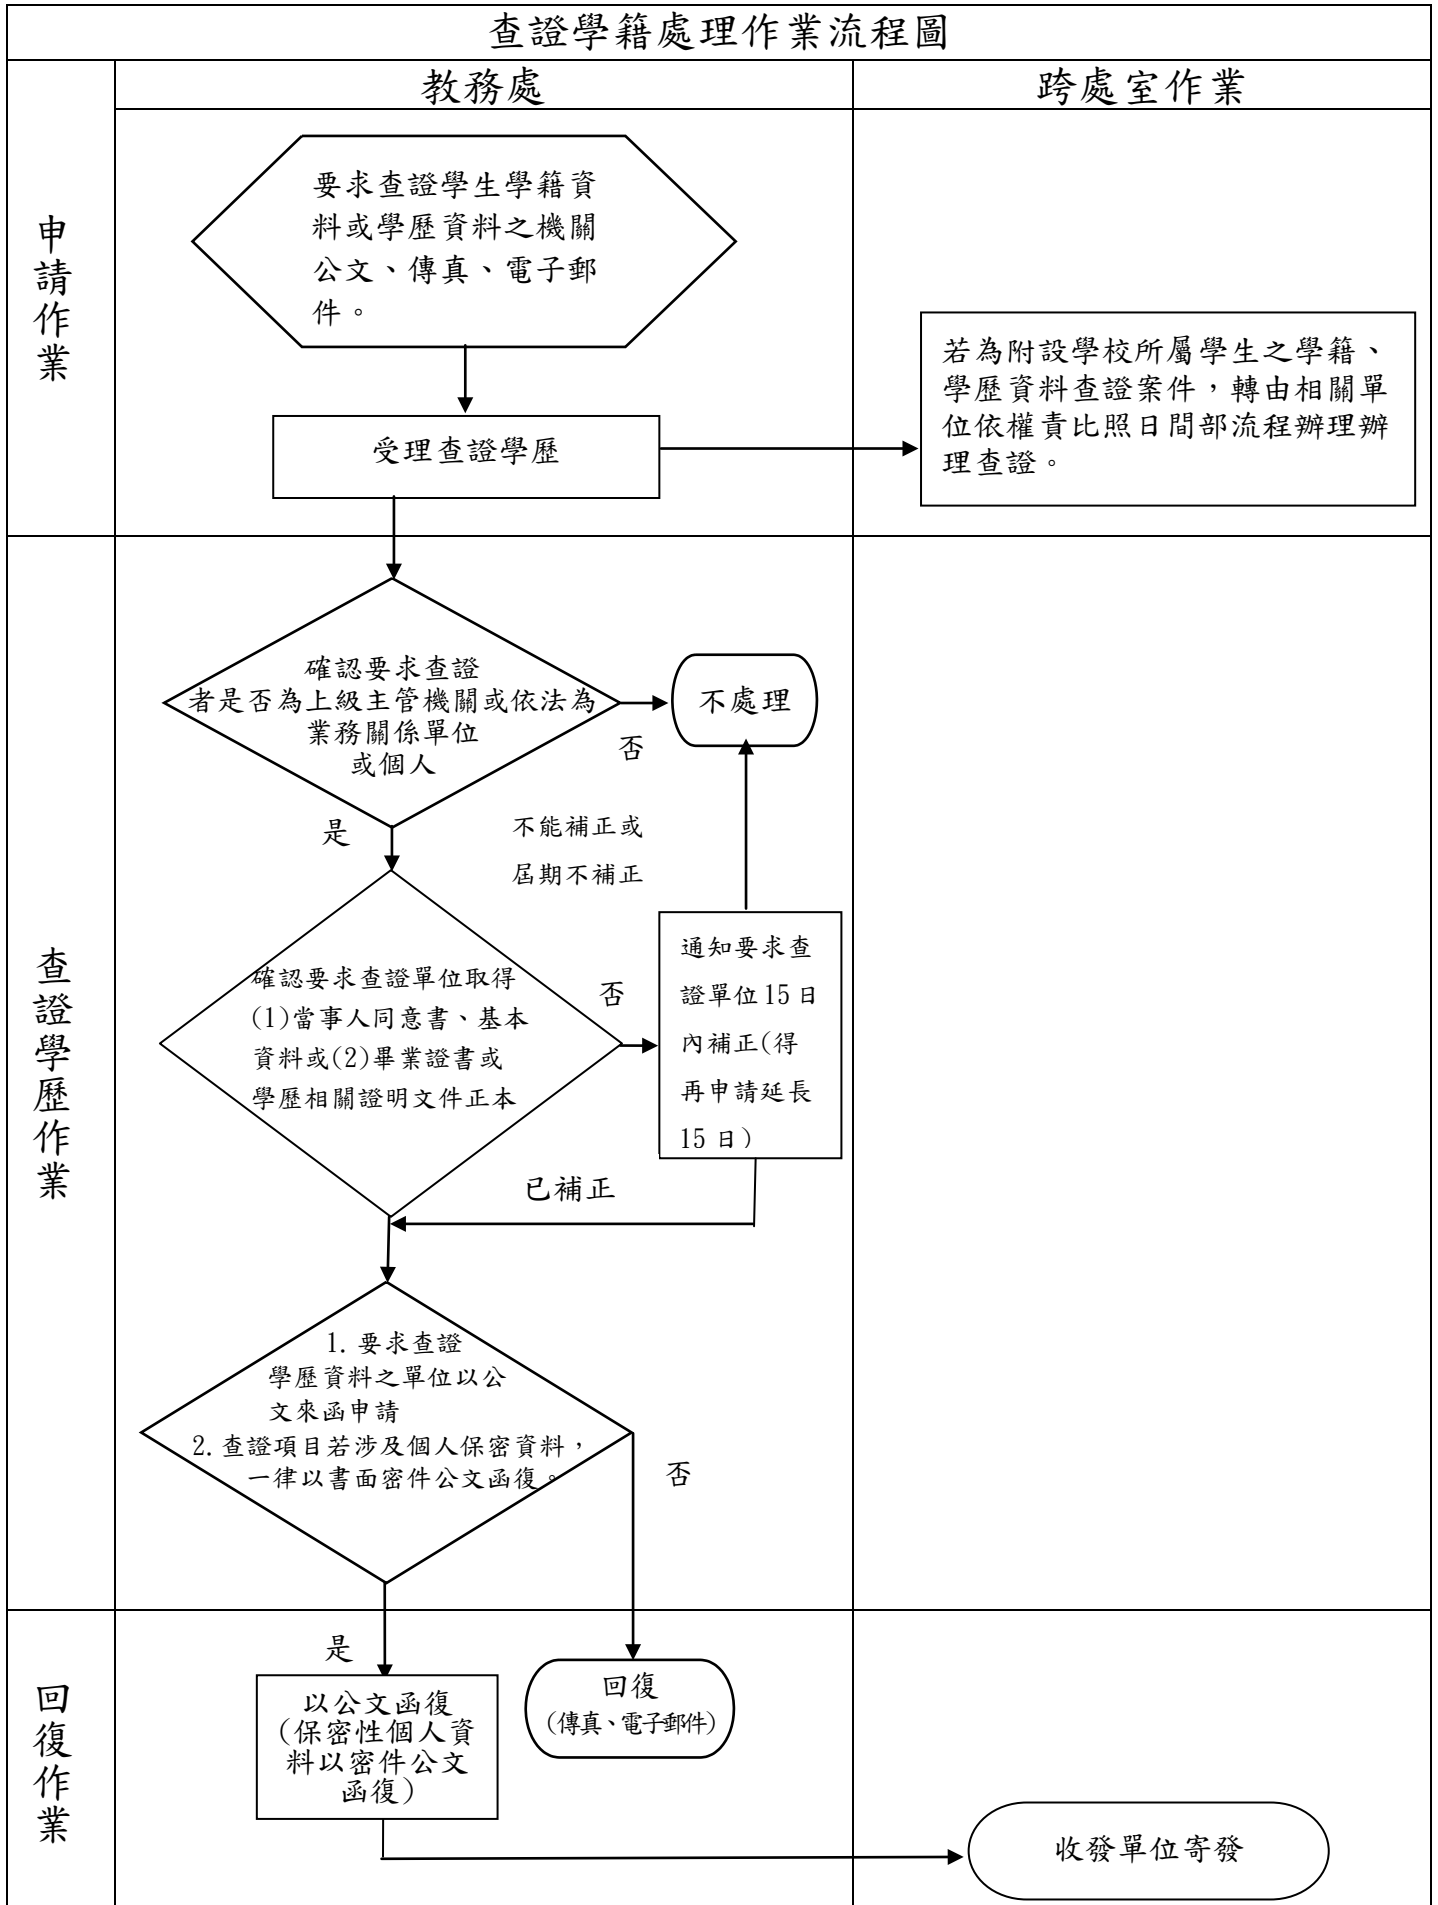 查證學籍處理作業流程圖
教務處
跨處室作業
申請作業
要求查證學生學籍資
料或學歷資料之機關
公文、傳真、電子郵
件。
受理查證學歷
若為附設學校所屬學生之學籍、
學歷資料查證案件，轉由相關單
位依權責比照日間部流程辦理辦
理查證。
查證學歷作業
確認要求查證
者是否為上級主管機關或依法為
業務關係單位
或個人
否
不處理
是
不能補正或
屆期不補正
確認要求查證單位取得
(1)當事人同意書、基本
資料或(2)畢業證書或
學歷相關證明文件正本
否
通知要求查
證單位15日
內補正(得
再申請延長
15日)
已補正
1.要求查證
學歷資料之單位以公
文來函申請
2.查證項目若涉及個人保密資料，
一律以書面密件公文函復。
否
回復作業
是
以公文函復
(保密性個人資
料以密件公文
函復)
回復
(傳真、電子郵件)
收發單位寄發